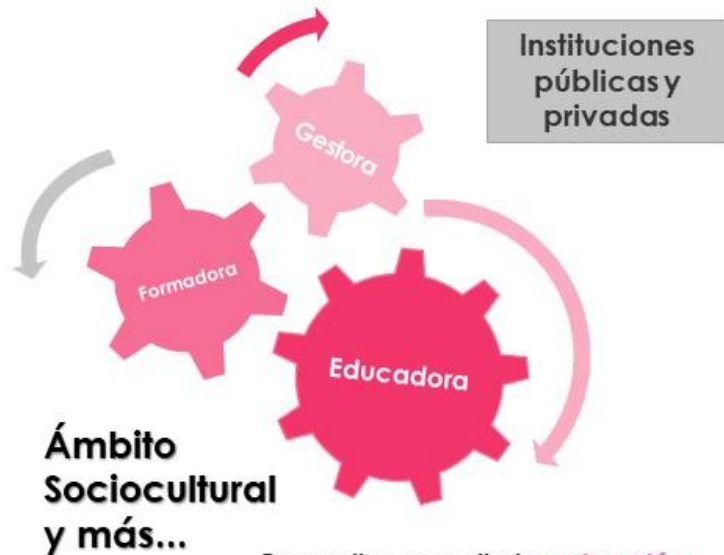 Instituciones
públicas y
privadas
Gestora
Formadora
Educadora
Ámbito
Sociocultural
y más...